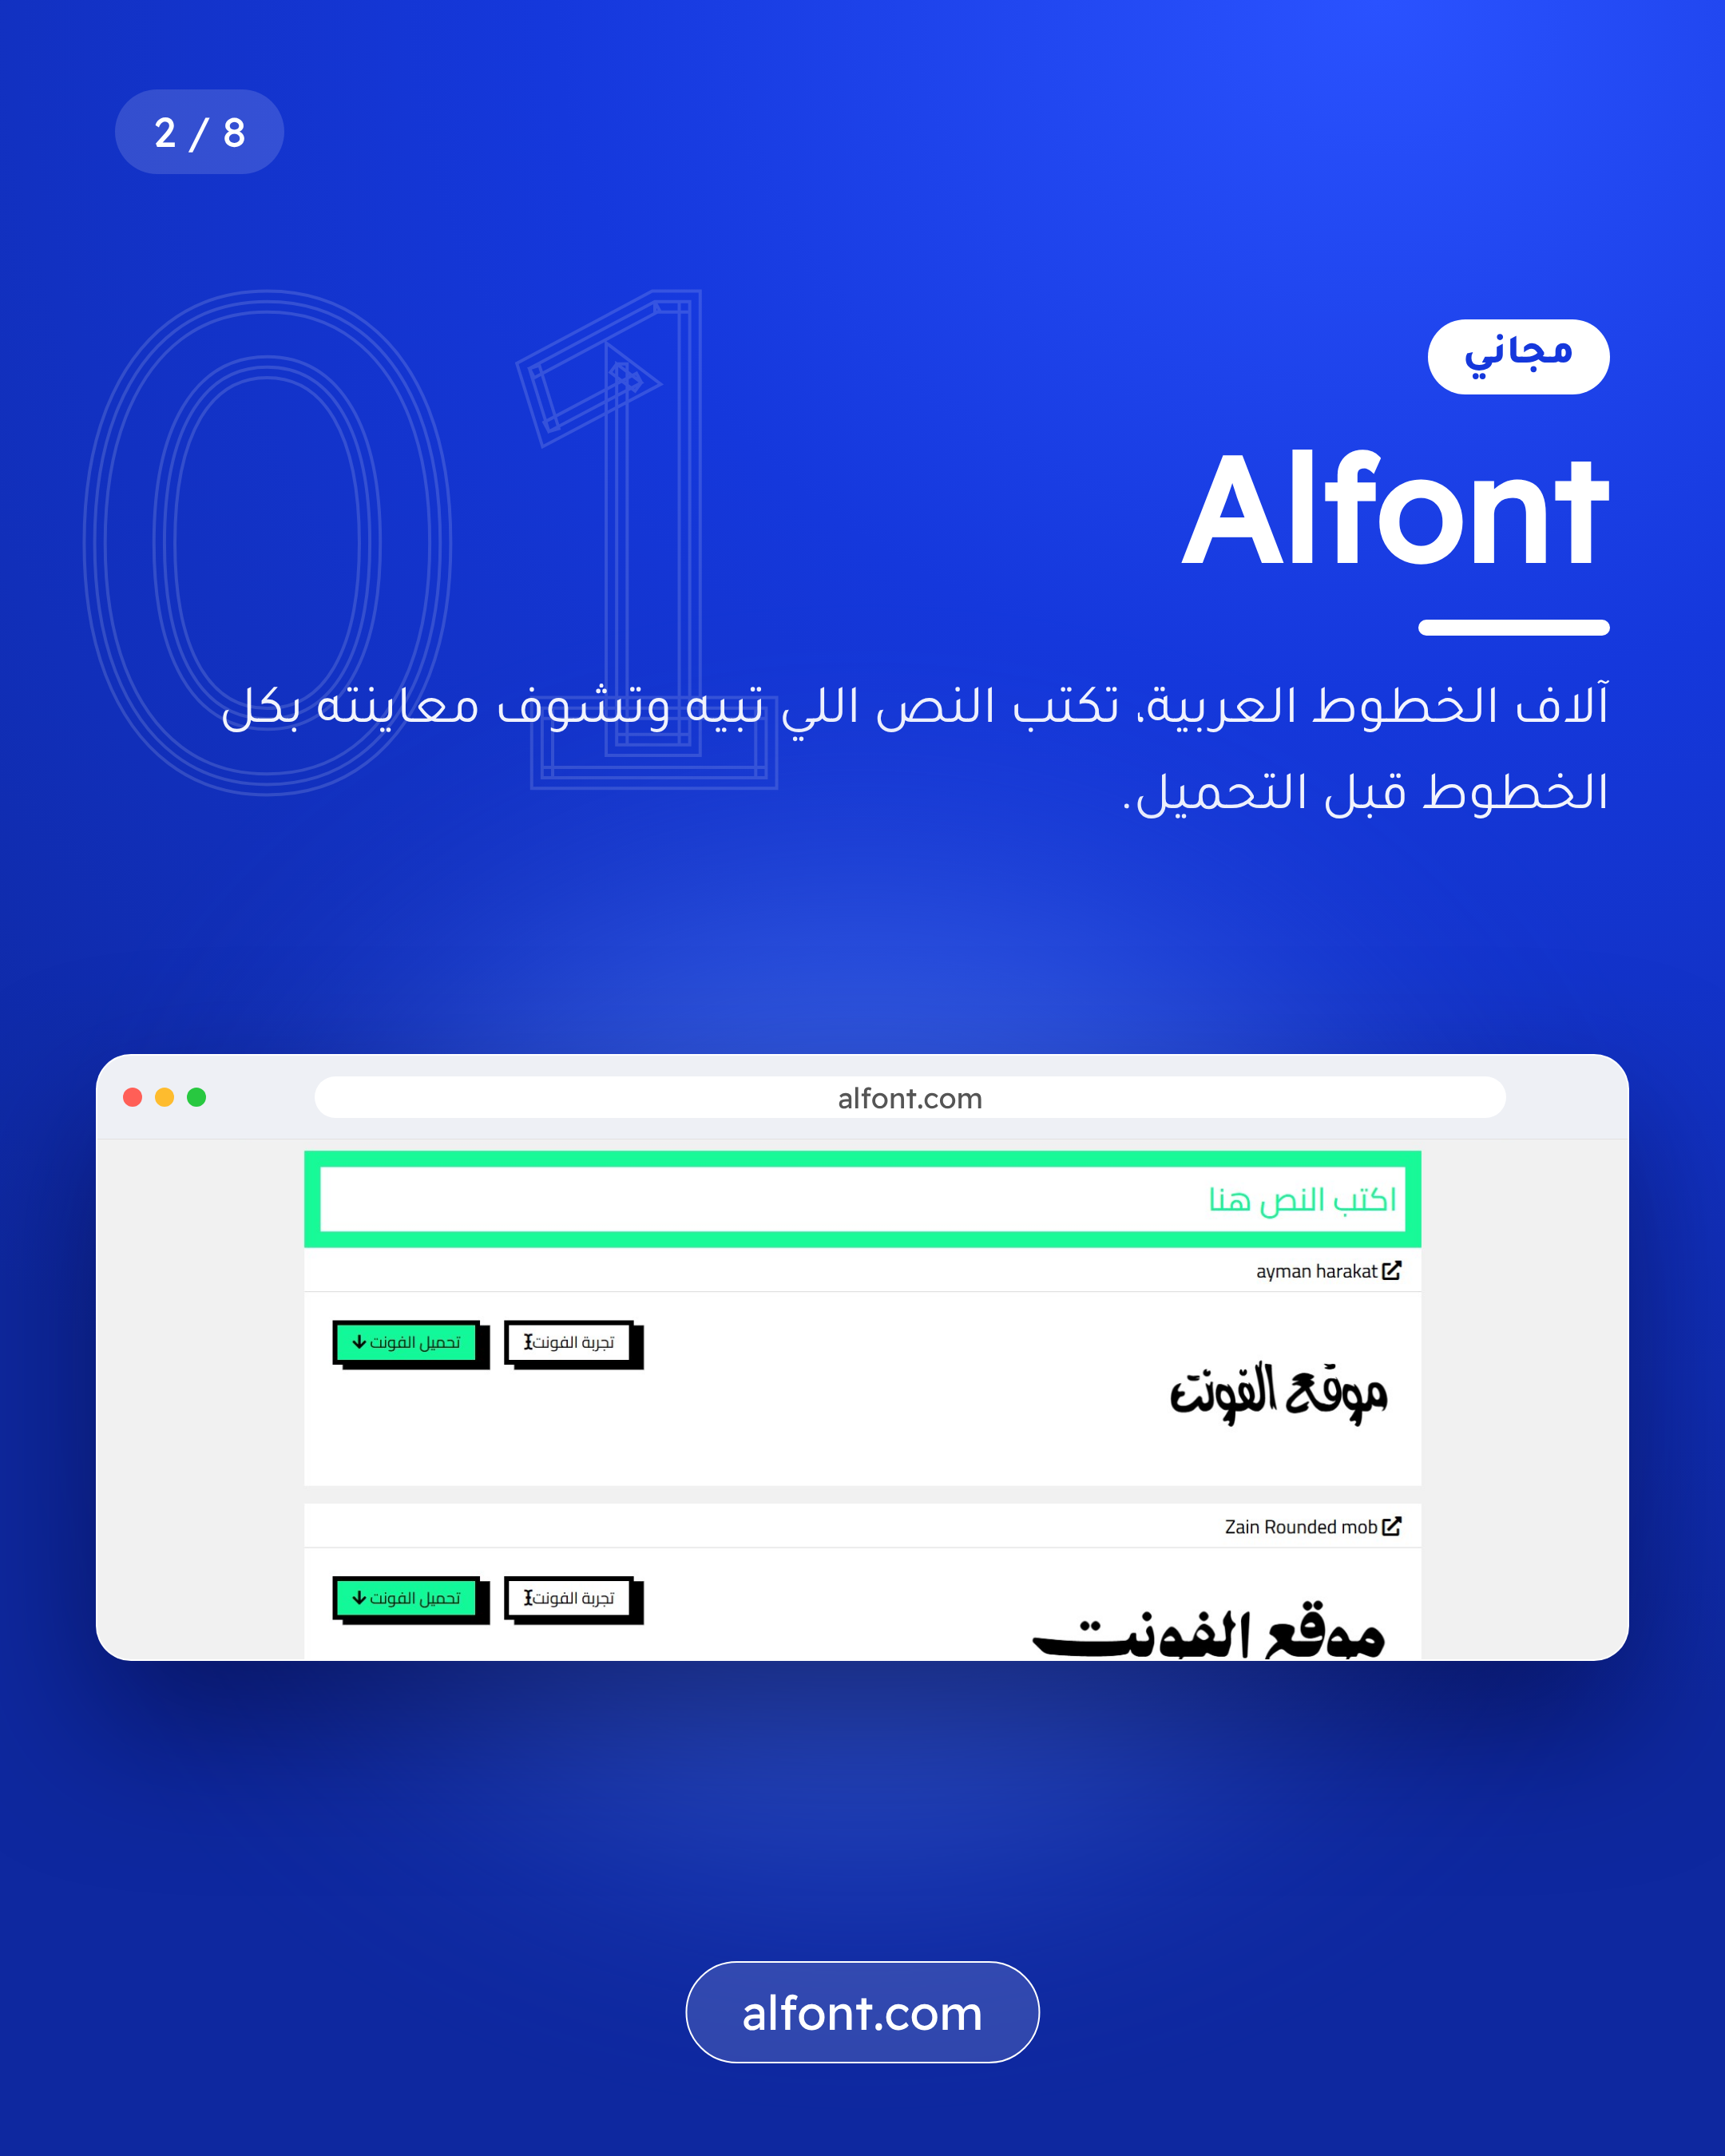 2 / 8
01
مجاني
Alfont
آلاف الخطوط العربية، تكتب النص اللي تبيه وتشوف معاينته بكل
الخطوط قبل التحميل.
alfont.com
اكتب النص هنا
ayman harakat
تجربة الفونت
تحميل الفونت
موقع الفونت
Zain Rounded mob
تجربة الفونت
تحميل الفونت
موقع الفونت
alfont.com